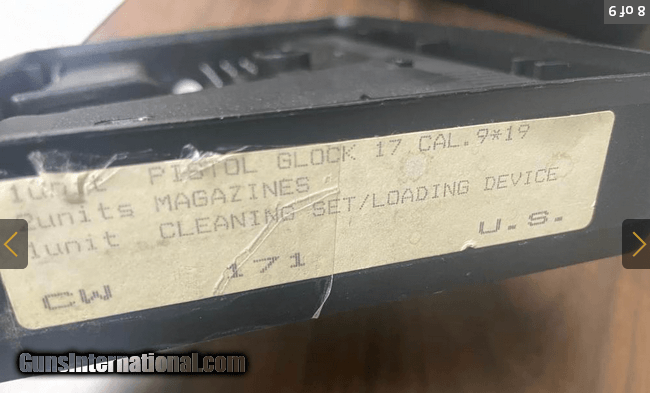 8 of 9
1unit PISTOL GLOCK 17 CAL.9*19
2units MAGAZINES
1unit CLEANING SET/LOADING DEVICE
CW 171 U.S.
GunsInternational.com